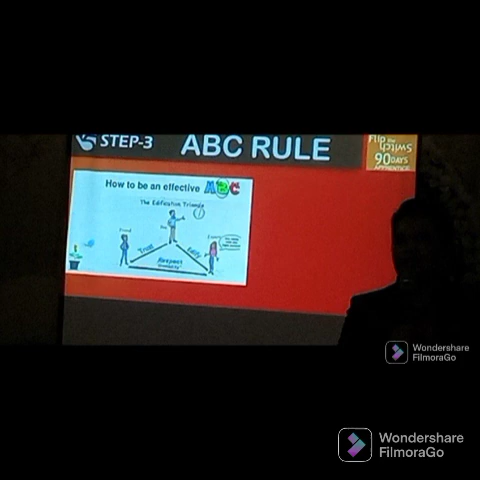 STEP-3
ABC RULE
Flip the
switch
90 DAYS
APPRENTICE
How to be an effective ABC
The Edification Triangle
Trust
Edify
Respect
Wondershare
FilmoraGo
Wondershare
FilmoraGo